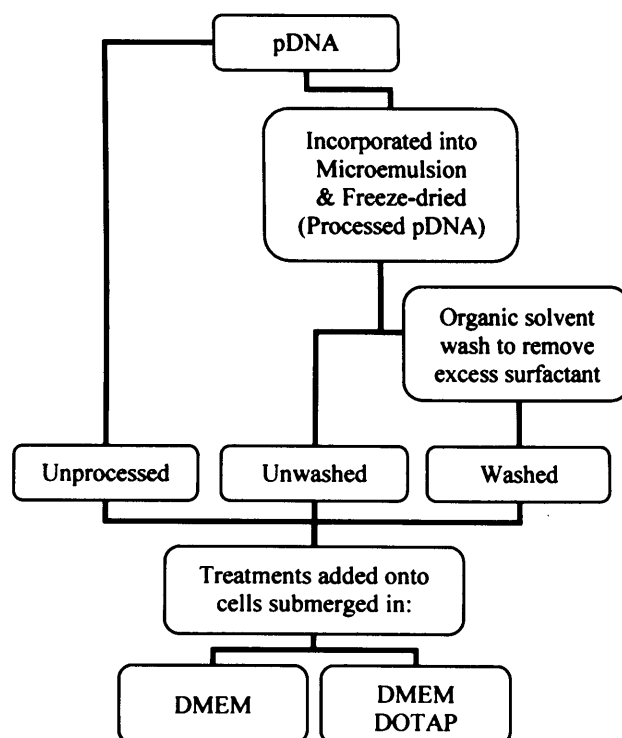 pDNA
Incorporated into
Microemulsion
& Freeze-dried
(Processed pDNA)
Organic solvent
wash to remove
excess surfactant
Unprocessed
Unwashed
Washed
Treatments added onto
cells submerged in:
DMEM
DMEM
DOTAP